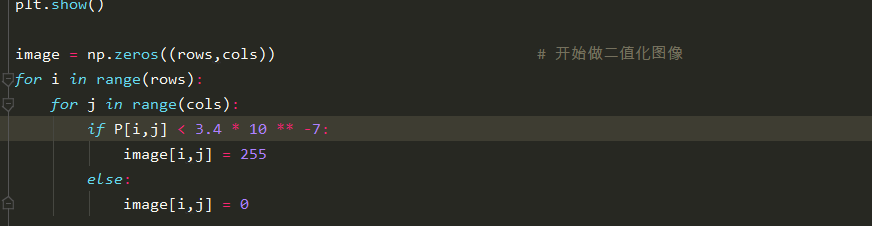 plt.show()
image = np.zeros((rows,cols)) # 开始做二值化图像
for i in range(rows):
for j in range(cols):
if P[i,j] < 3.4 * 10 ** -7:
image[i,j] = 255
else:
image[i,j] = 0